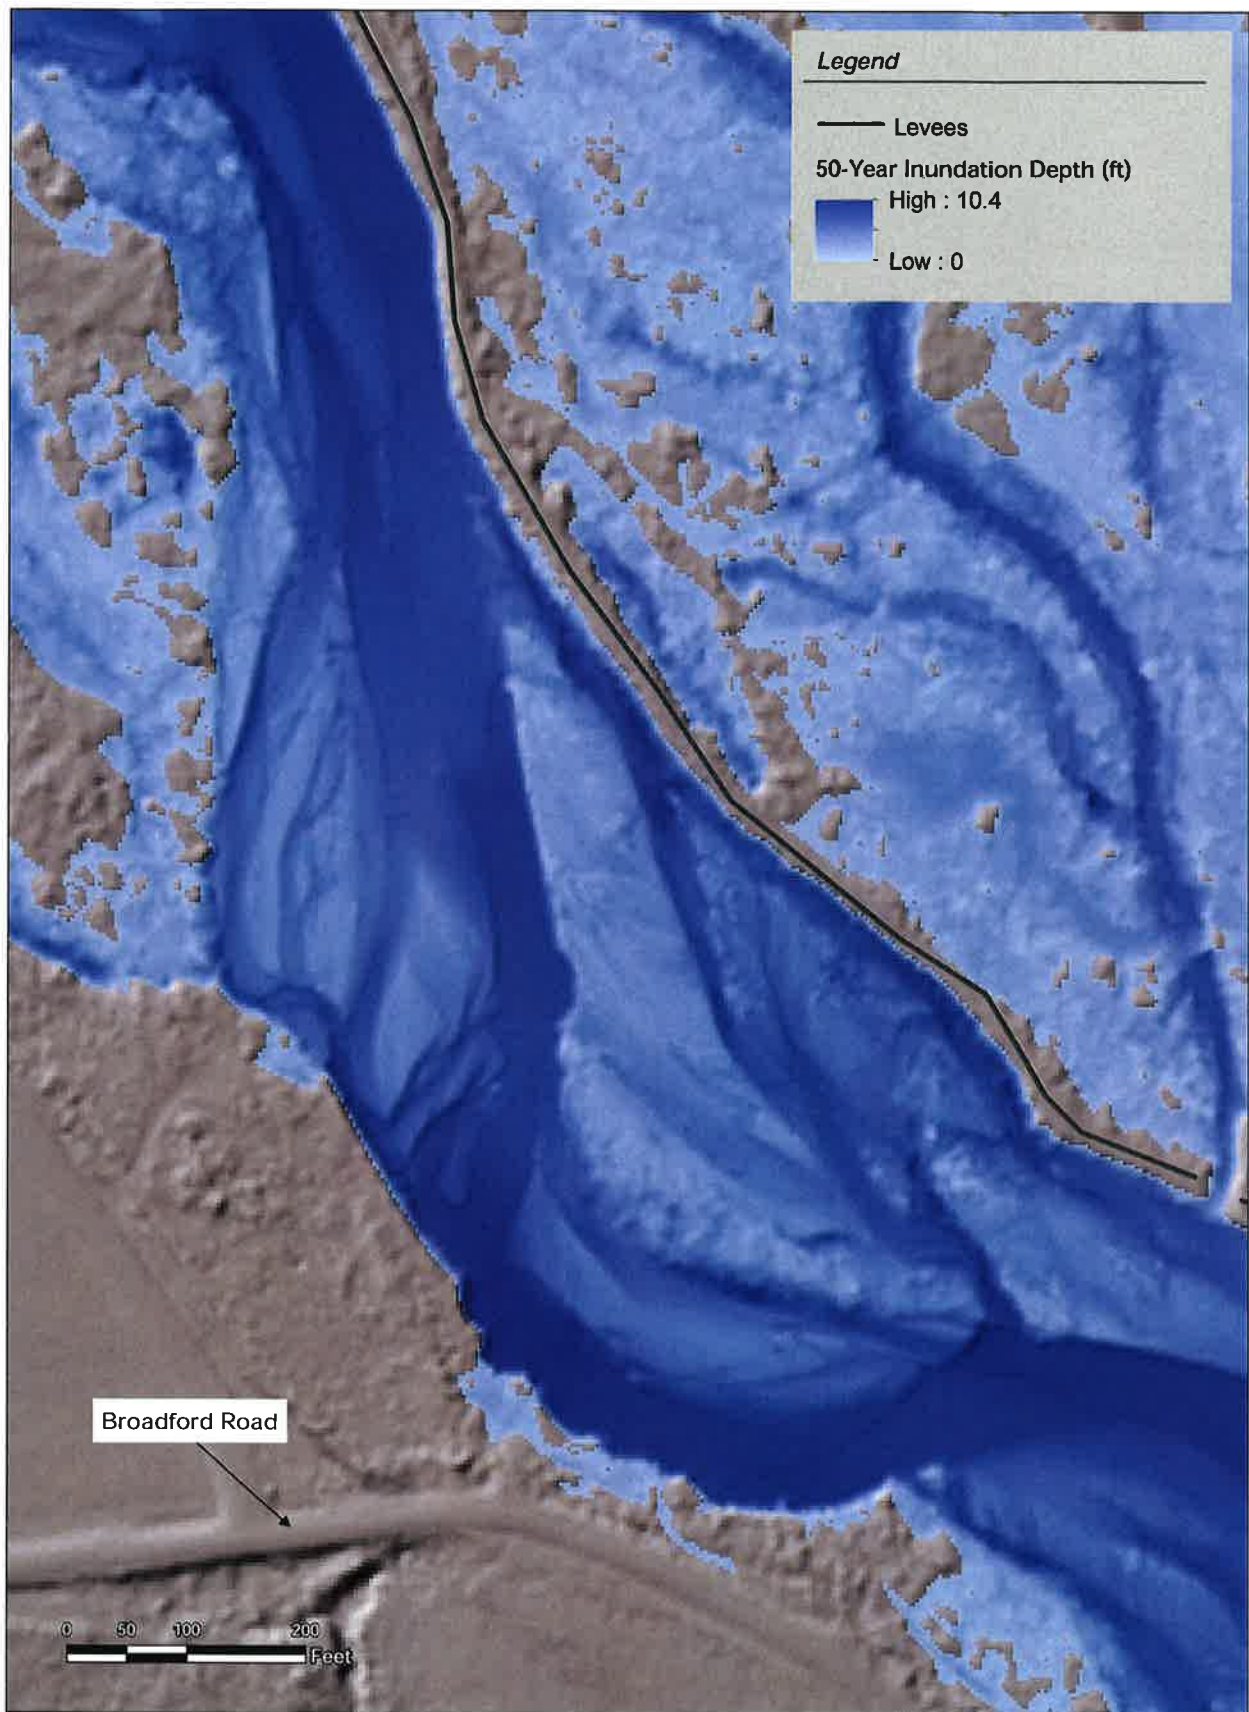 Legend
Levees
50-Year Inundation Depth (ft)
High : 10.4
Low : 0
Broadford Road
0 50 100 200
Feet